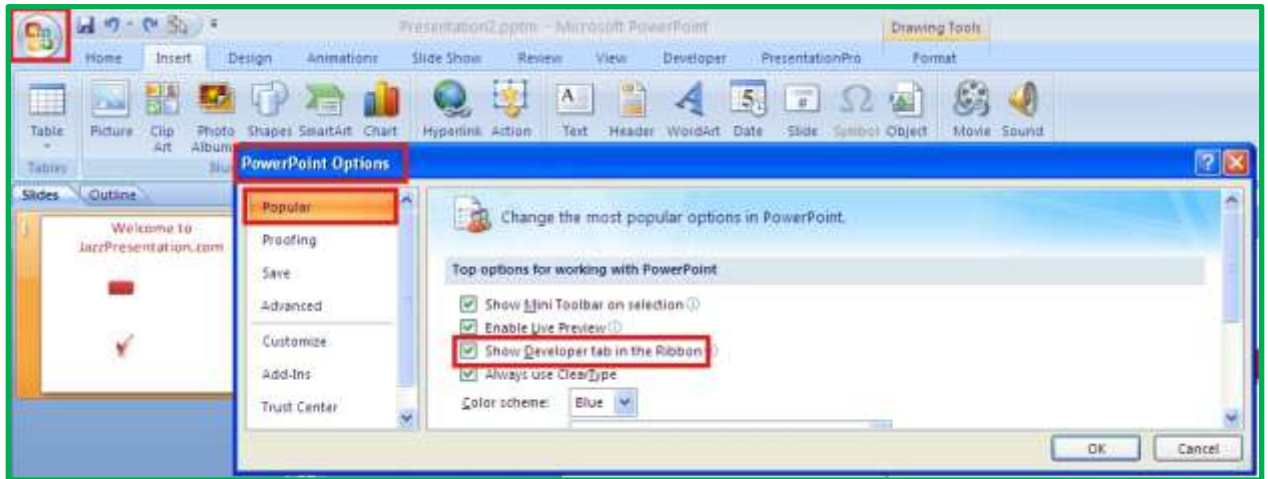 Presentation2.pptm - Microsoft PowerPoint
Drawing Tools
Home Insert Design Animations Slide Show Review View Developer PresentationPro Format
Table Picture Clip Art Photo Album Shapes SmartArt Chart Hyperlink Action Text Header WordArt Date Slide Symbol Object Movie Sound
Tables
PowerPoint Options
Slides Outline
1
Welcome to
JazzPresentation.com
Popular
Proofing
Save
Advanced
Customize
Add-Ins
Trust Center
Change the most popular options in PowerPoint.
Top options for working with PowerPoint
Show Mini Toolbar on selection
Enable Live Preview
Show Developer tab in the Ribbon
Always use ClearType
Color scheme: Blue
OK Cancel